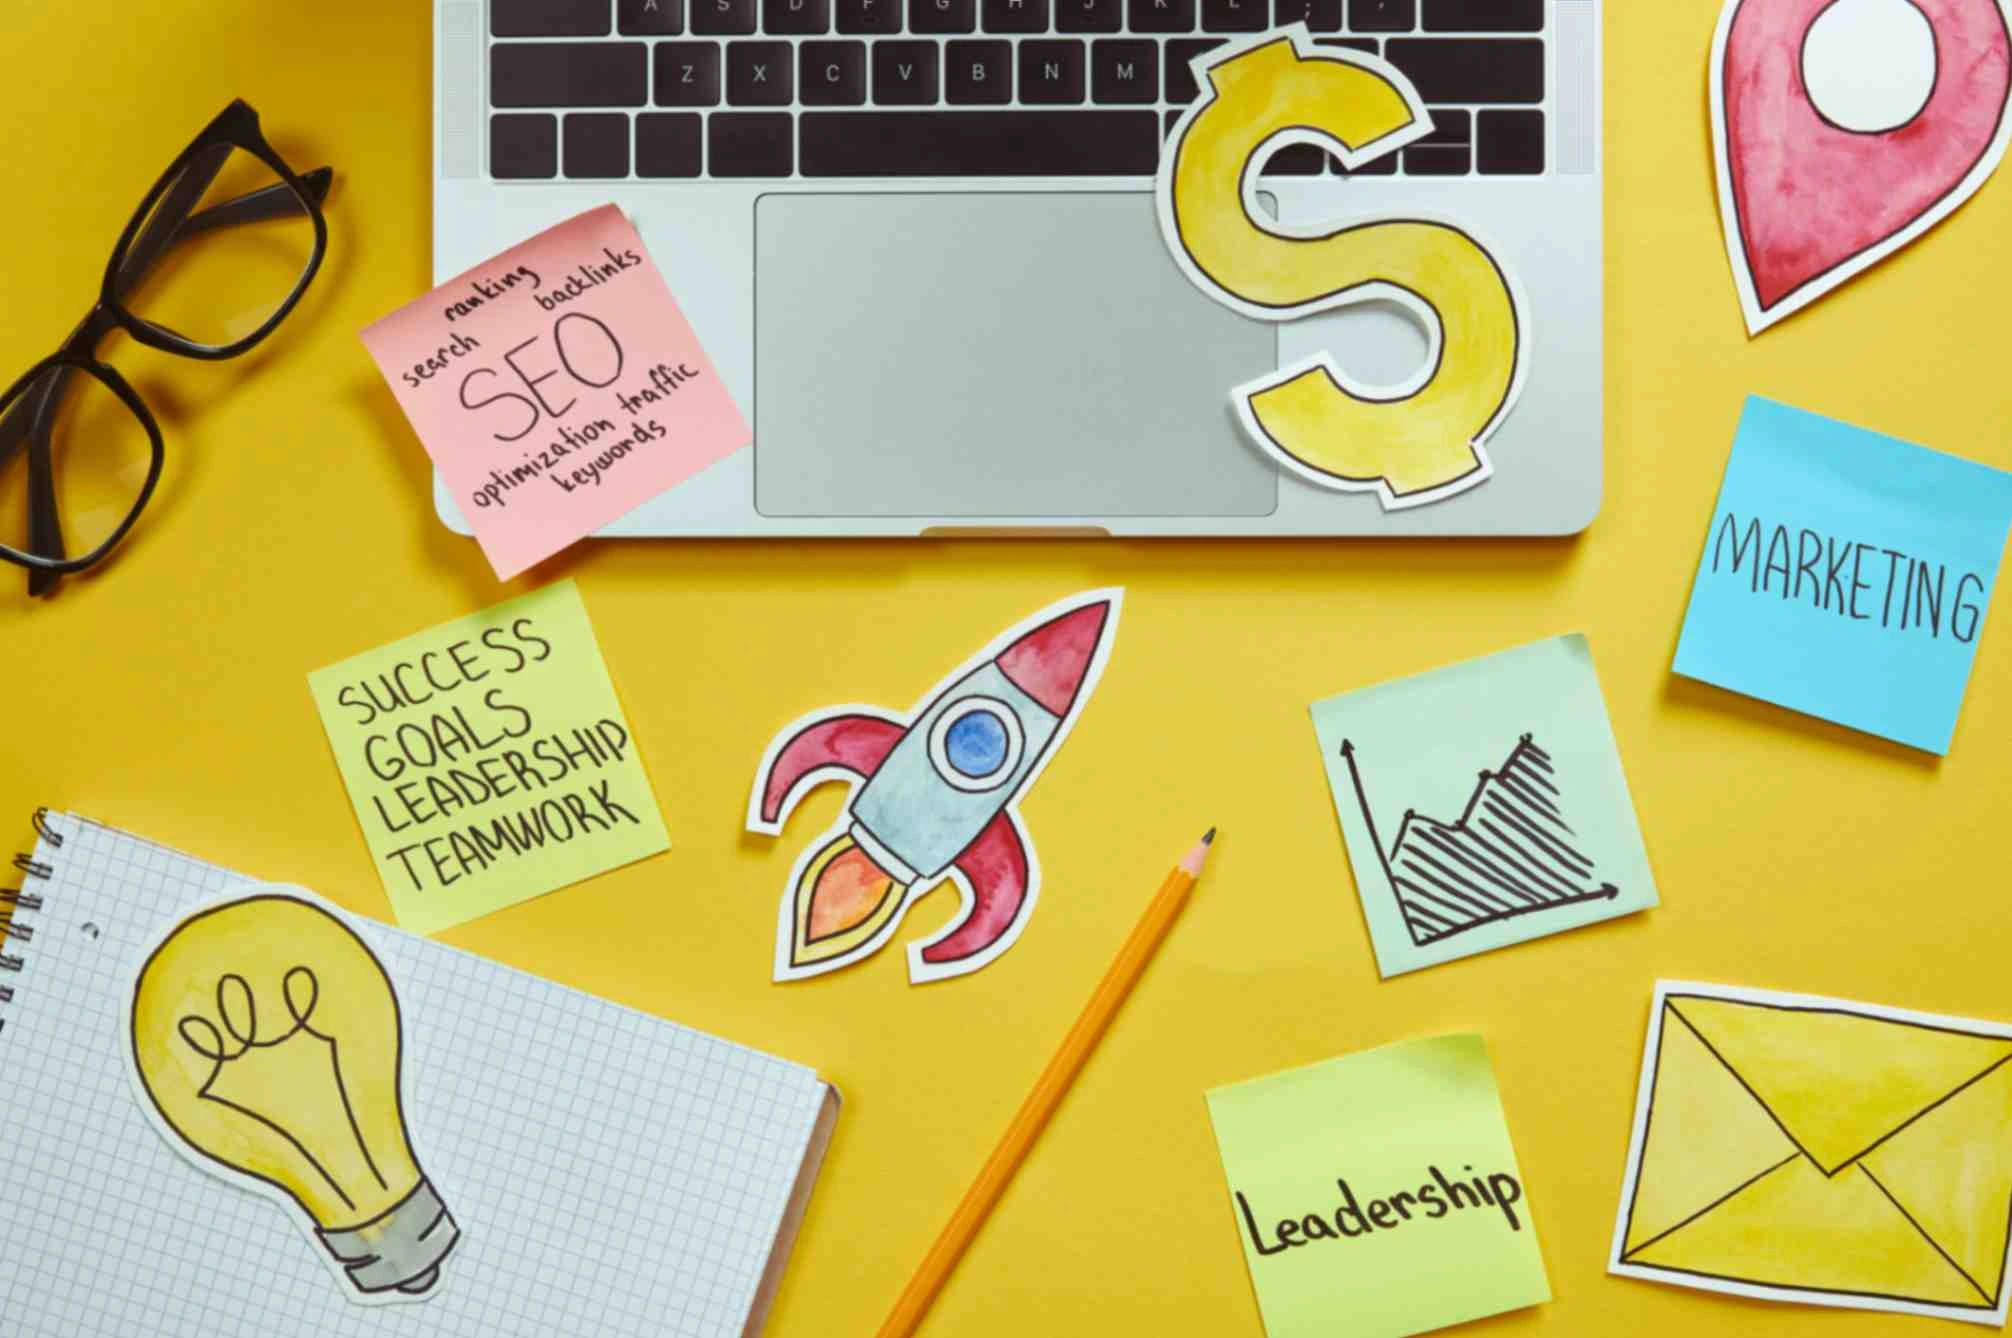 A S D F G H J K L ; '
Z X C V B N M
ranking
backlinks
search
SEO
optimization traffic
keywords
SUCCESS
GOALS
LEADERSHIP
TEAMWORK
MARKETING
Leadership